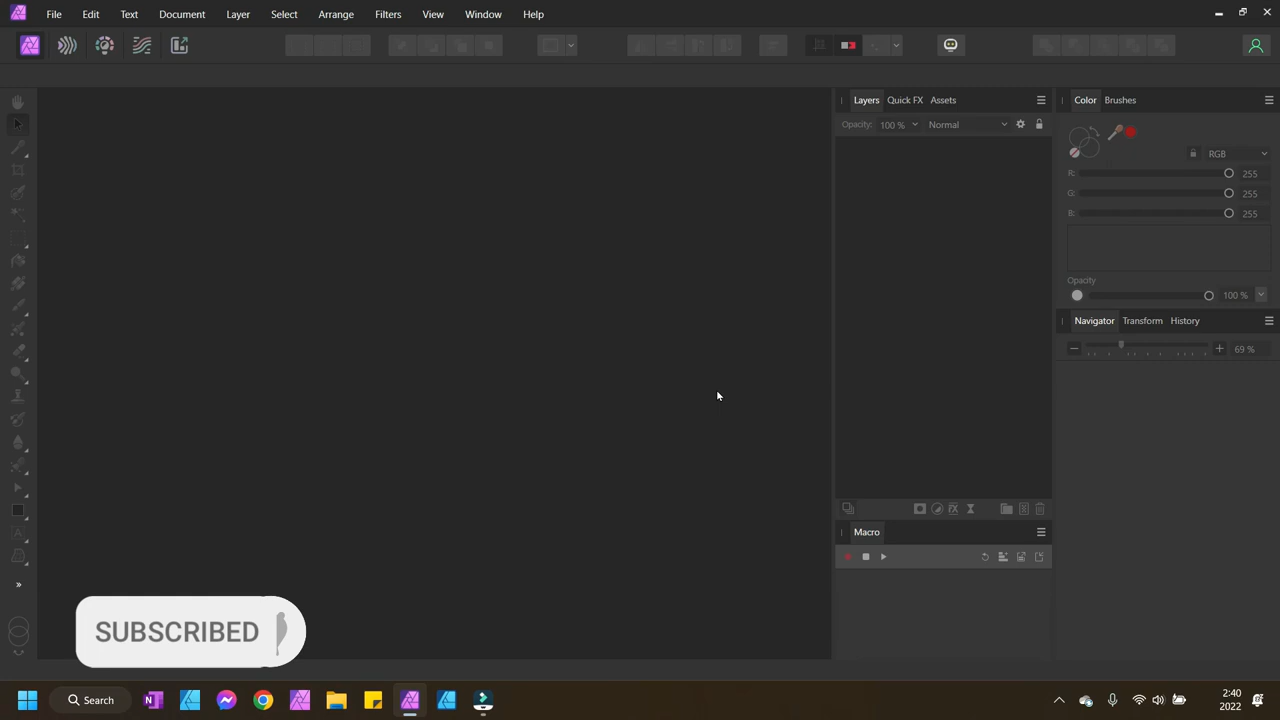 File Edit Text Document Layer Select Arrange Filters View Window Help
Layers Quick FX Assets
Opacity: 100 % Normal
Color Brushes
RGB
R: 255
G: 255
B: 255
Opacity
100 %
Navigator Transform History
69 %
Macro
SUBSCRIBED
Search
2:40
2022